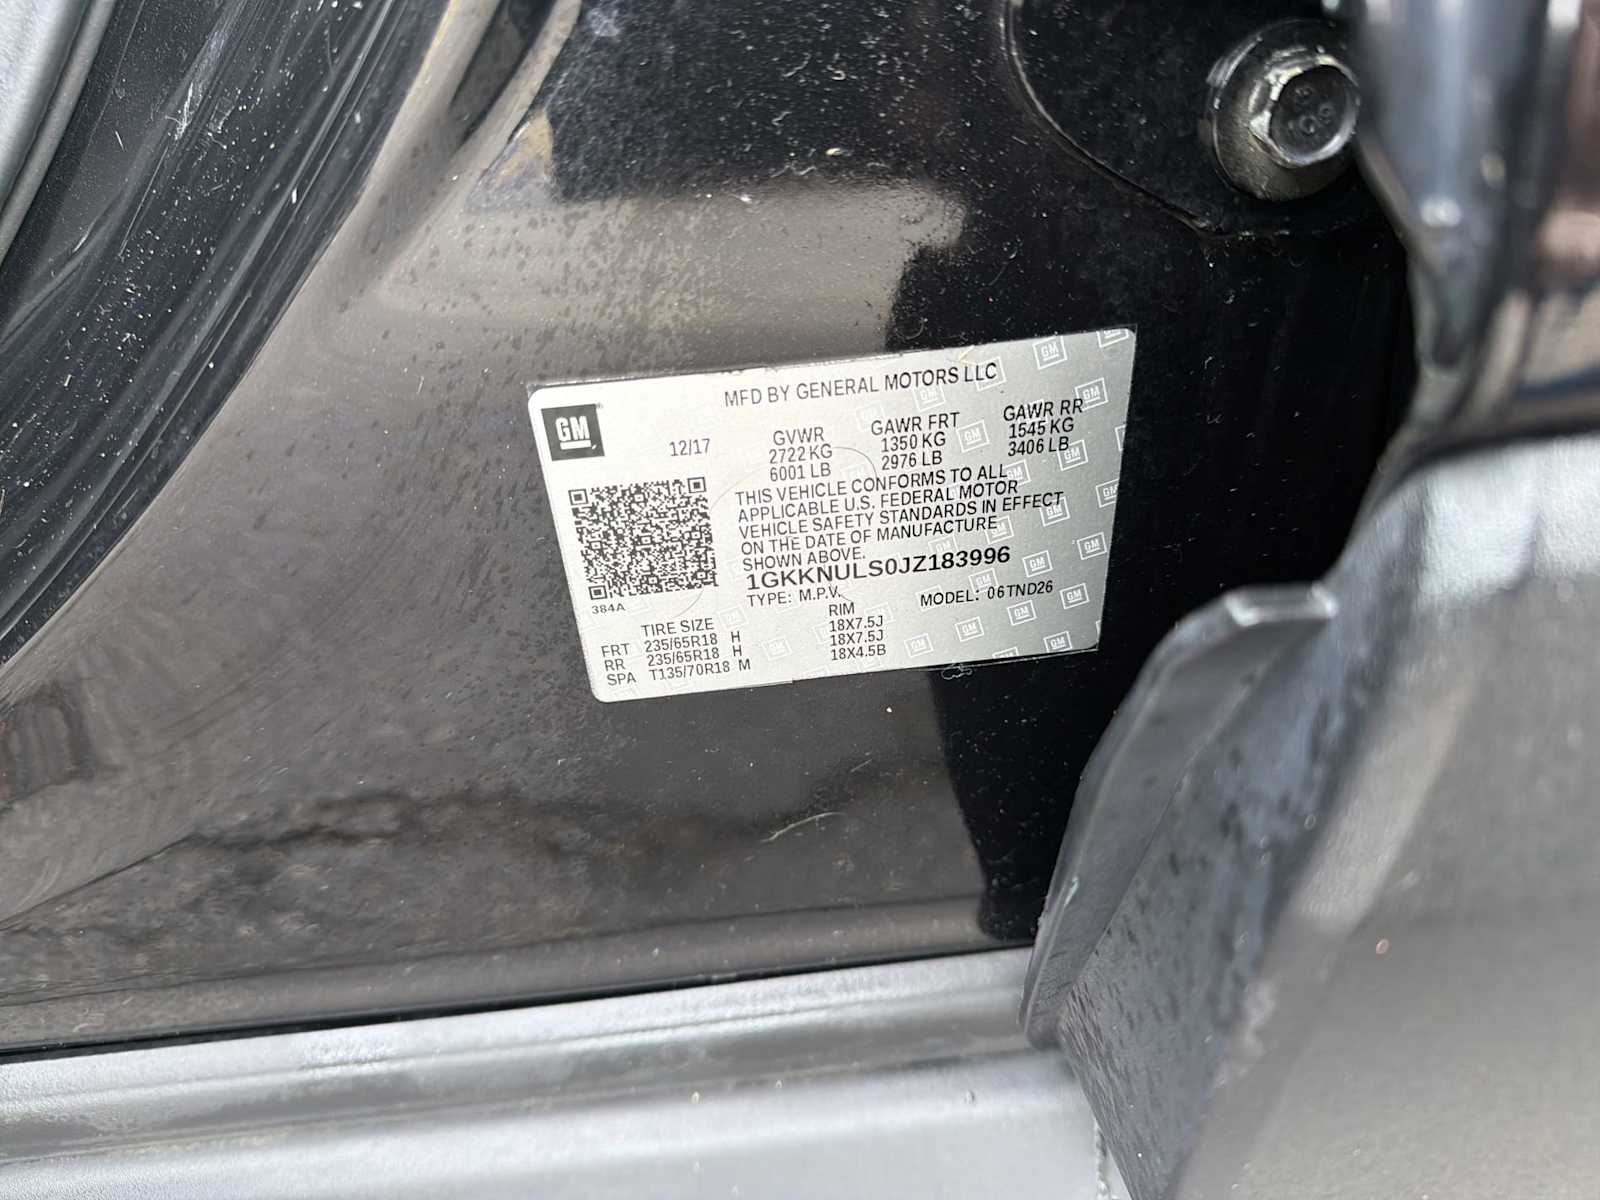 MFD BY GENERAL MOTORS LLC
GM
12/17
GVWR
2722 KG
6001 LB
GAWR FRT
1350 KG
2976 LB
GAWR RR
1545 KG
3406 LB
THIS VEHICLE CONFORMS TO ALL
APPLICABLE U.S. FEDERAL MOTOR
VEHICLE SAFETY STANDARDS IN EFFECT
ON THE DATE OF MANUFACTURE
SHOWN ABOVE.
1GKKNULS0JZ183996
TYPE: M.P.V.
MODEL: 06TND26
384A
TIRE SIZE
RIM
FRT 235/65R18 H 18X7.5J
RR 235/65R18 H 18X7.5J
SPA T135/70R18 M 18X4.5B